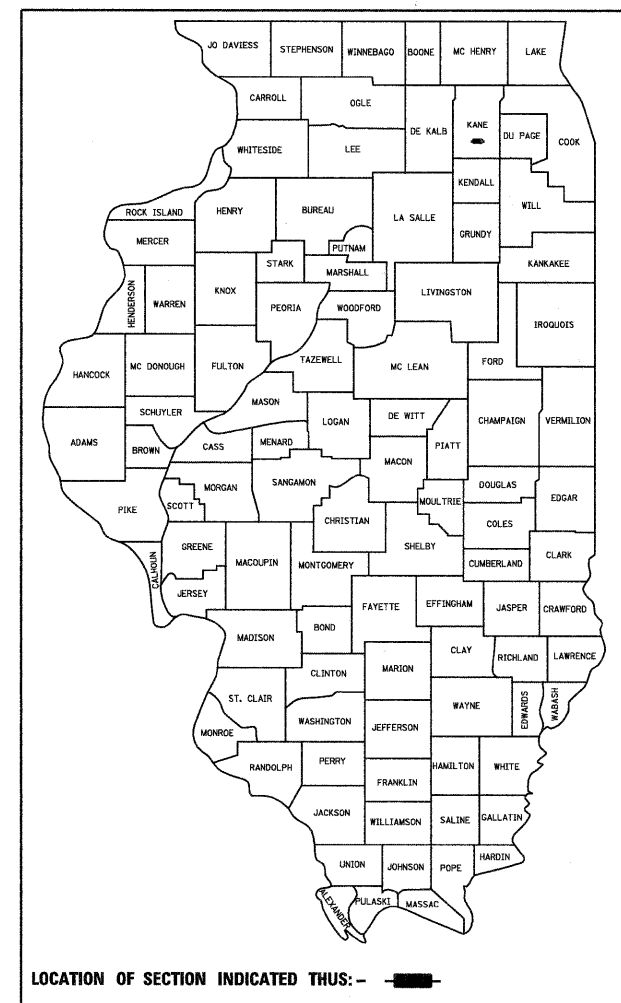 JO DAVIESS STEPHENSON WINNEBAGO BOONE MC HENRY LAKE
CARROLL OGLE DE KALB KANE DU PAGE COOK
WHITESIDE LEE
KENDALL WILL
ROCK ISLAND HENRY BUREAU LA SALLE GRUNDY
MERCER PUTNAM
STARK MARSHALL KANKAKEE
HENDERSON WARREN KNOX PEORIA WOODFORD LIVINGSTON IROQUOIS
HANCOCK MC DONOUGH FULTON TAZEWELL MC LEAN FORD
SCHUYLER MASON LOGAN DE WITT CHAMPAIGN VERMILION
ADAMS BROWN CASS MENARD MACON PIATT
MORGAN SANGAMON DOUGLAS EDGAR
PIKE SCOTT CHRISTIAN MOULTRIE COLES
GREENE MACOUPIN MONTGOMERY SHELBY CUMBERLAND CLARK
CALHOUN JERSEY FAYETTE EFFINGHAM JASPER CRAWFORD
MADISON BOND
CLINTON MARION CLAY RICHLAND LAWRENCE
ST. CLAIR WAYNE EDWARDS WABASH
MONROE WASHINGTON JEFFERSON
RANDOLPH PERRY FRANKLIN HAMILTON WHITE
JACKSON WILLIAMSON SALINE GALLATIN
UNION JOHNSON POPE HARDIN
ALEXANDER PULASKI MASSAC
LOCATION OF SECTION INDICATED THUS:-